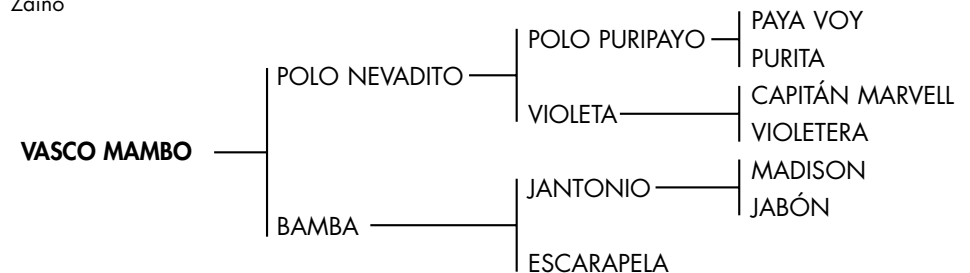 Zaino
PAYA VOY
POLO PURIPAYO
PURITA
POLO NEVADITO
CAPITÁN MARVELL
VIOLETA
VIOLETERA
VASCO MAMBO
MADISON
JANTONIO
JABÓN
BAMBA
ESCARAPELA